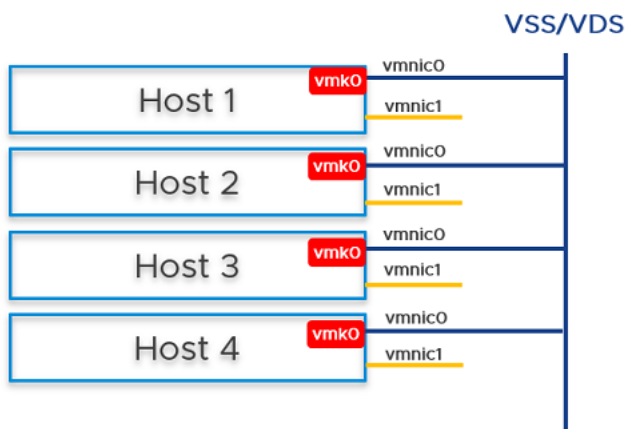 VSS/VDS
vmnic0
vmk0
Host 1
vmnic1
vmnic0
vmk0
Host 2
vmnic1
vmnic0
vmk0
Host 3
vmnic1
vmnic0
vmk0
Host 4
vmnic1